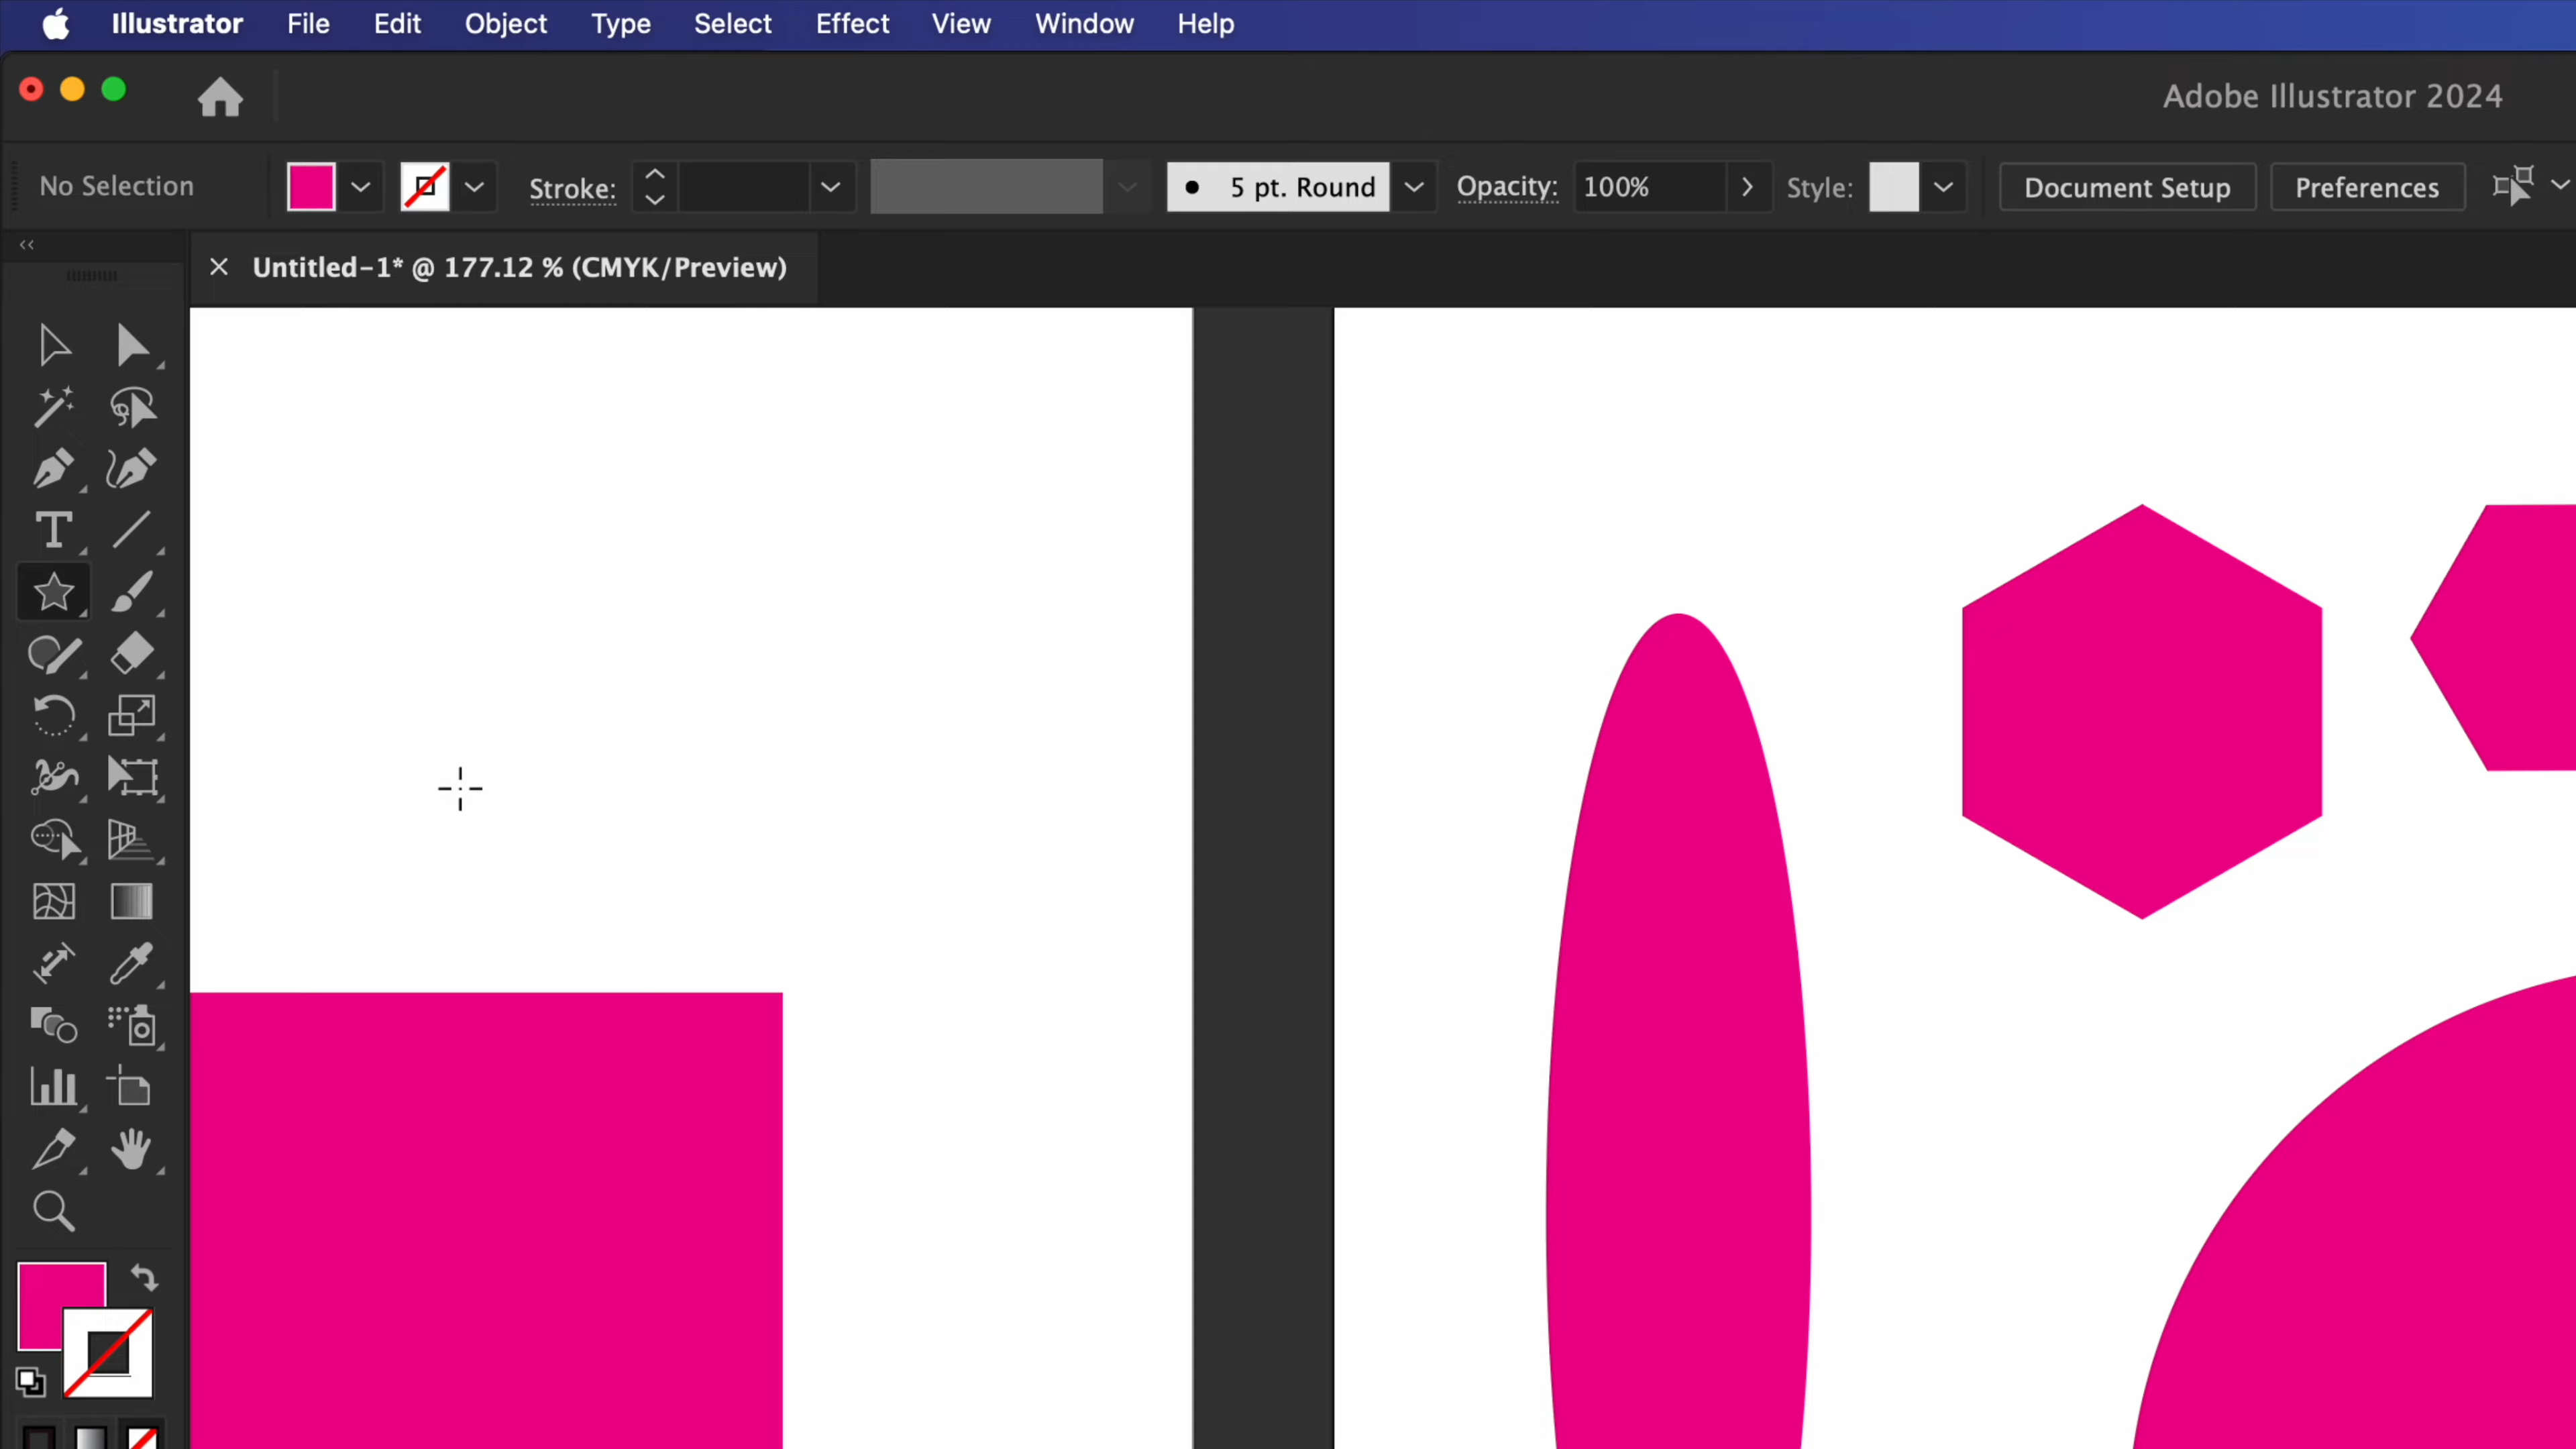 Illustrator File Edit Object Type Select Effect View Window Help
Adobe Illustrator 2024
No Selection Stroke: 5 pt. Round Opacity: 100% Style: Document Setup Preferences
Untitled-1* @ 177.12 % (CMYK/Preview)